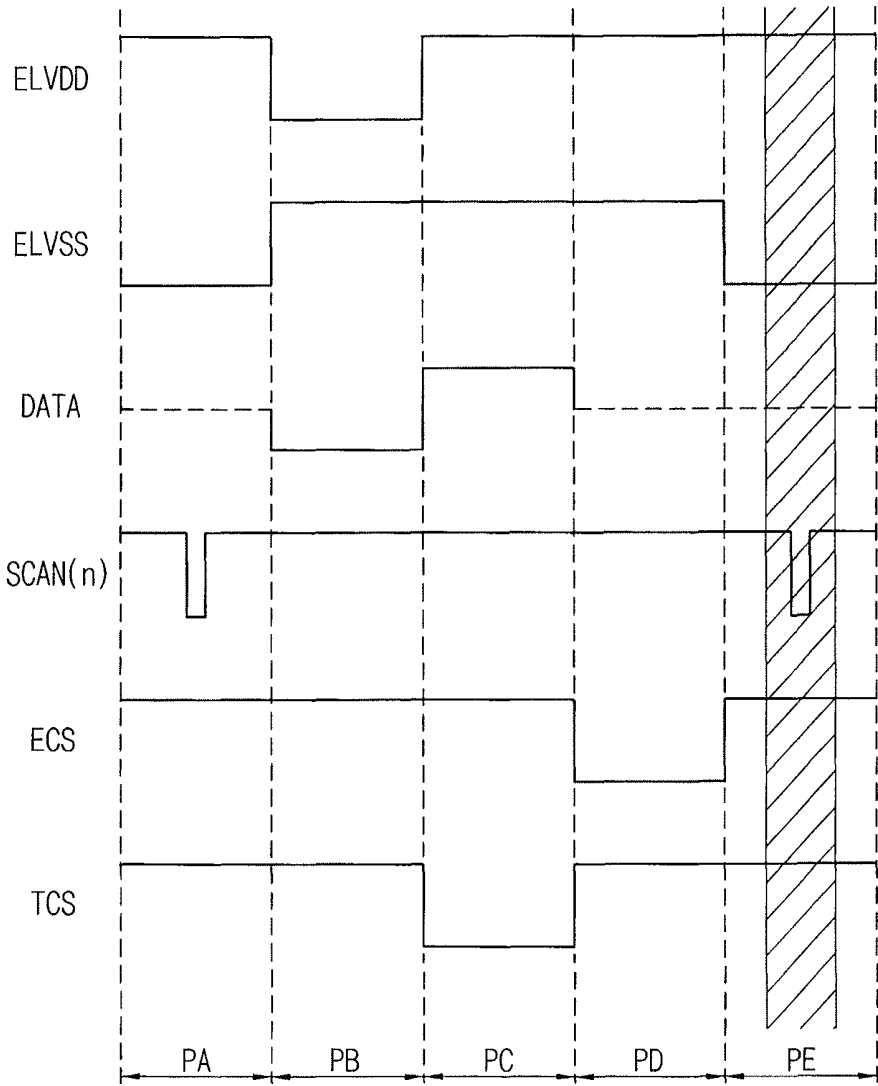 ELVDD
ELVSS
DATA
SCAN(n)
ECS
TCS
PA PB PC PD PE